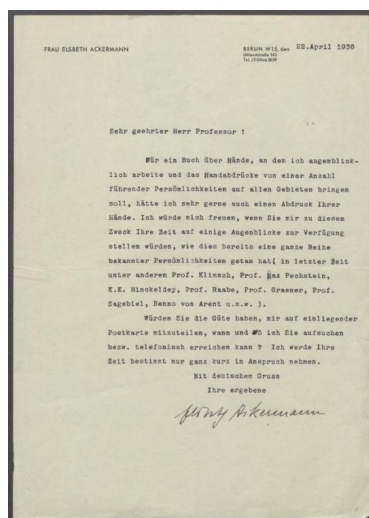 FRAU ELSBETH ACKERMANN
BERLIN W15, den 22.April 1936
Sehr geehrter Herr Professor !
Für ein Buch über Hände, an dem ich augenblick-
lich arbeite und das Handabdrücke von einer Anzahl
führender Persönlichkeiten auf allen Gebieten bringen
soll, hätte ich sehr gerne auch einen Abdruck Ihrer
Hände. Ich würde mich freuen, wenn Sie mir zu diesem
Zweck Ihre Zeit auf einige Augenblicke zur Verfügung
stellen würden, wie dies bereits eine ganze Reihe
bekannter Persönlichkeiten getan hat( in letzter Zeit
unter anderem Prof. Klimsch, Prof. Max Pechstein,
K.E. Hinckeldey, Prof. Raabe, Prof. Graener, Prof.
Sagebiel, Benno von Arent u.s.w. ).
Würden Sie die Güte haben, mir auf einliegender
Postkarte mitzuteilen, wann und wo ich Sie aufsuchen
bezw. telefonisch erreichen kann ? Ich werde Ihre
Zeit bestimmt nur ganz kurz in Anspruch nehmen.
Mit deutschem Gruss
Ihre ergebene
Elsbeth Ackermann